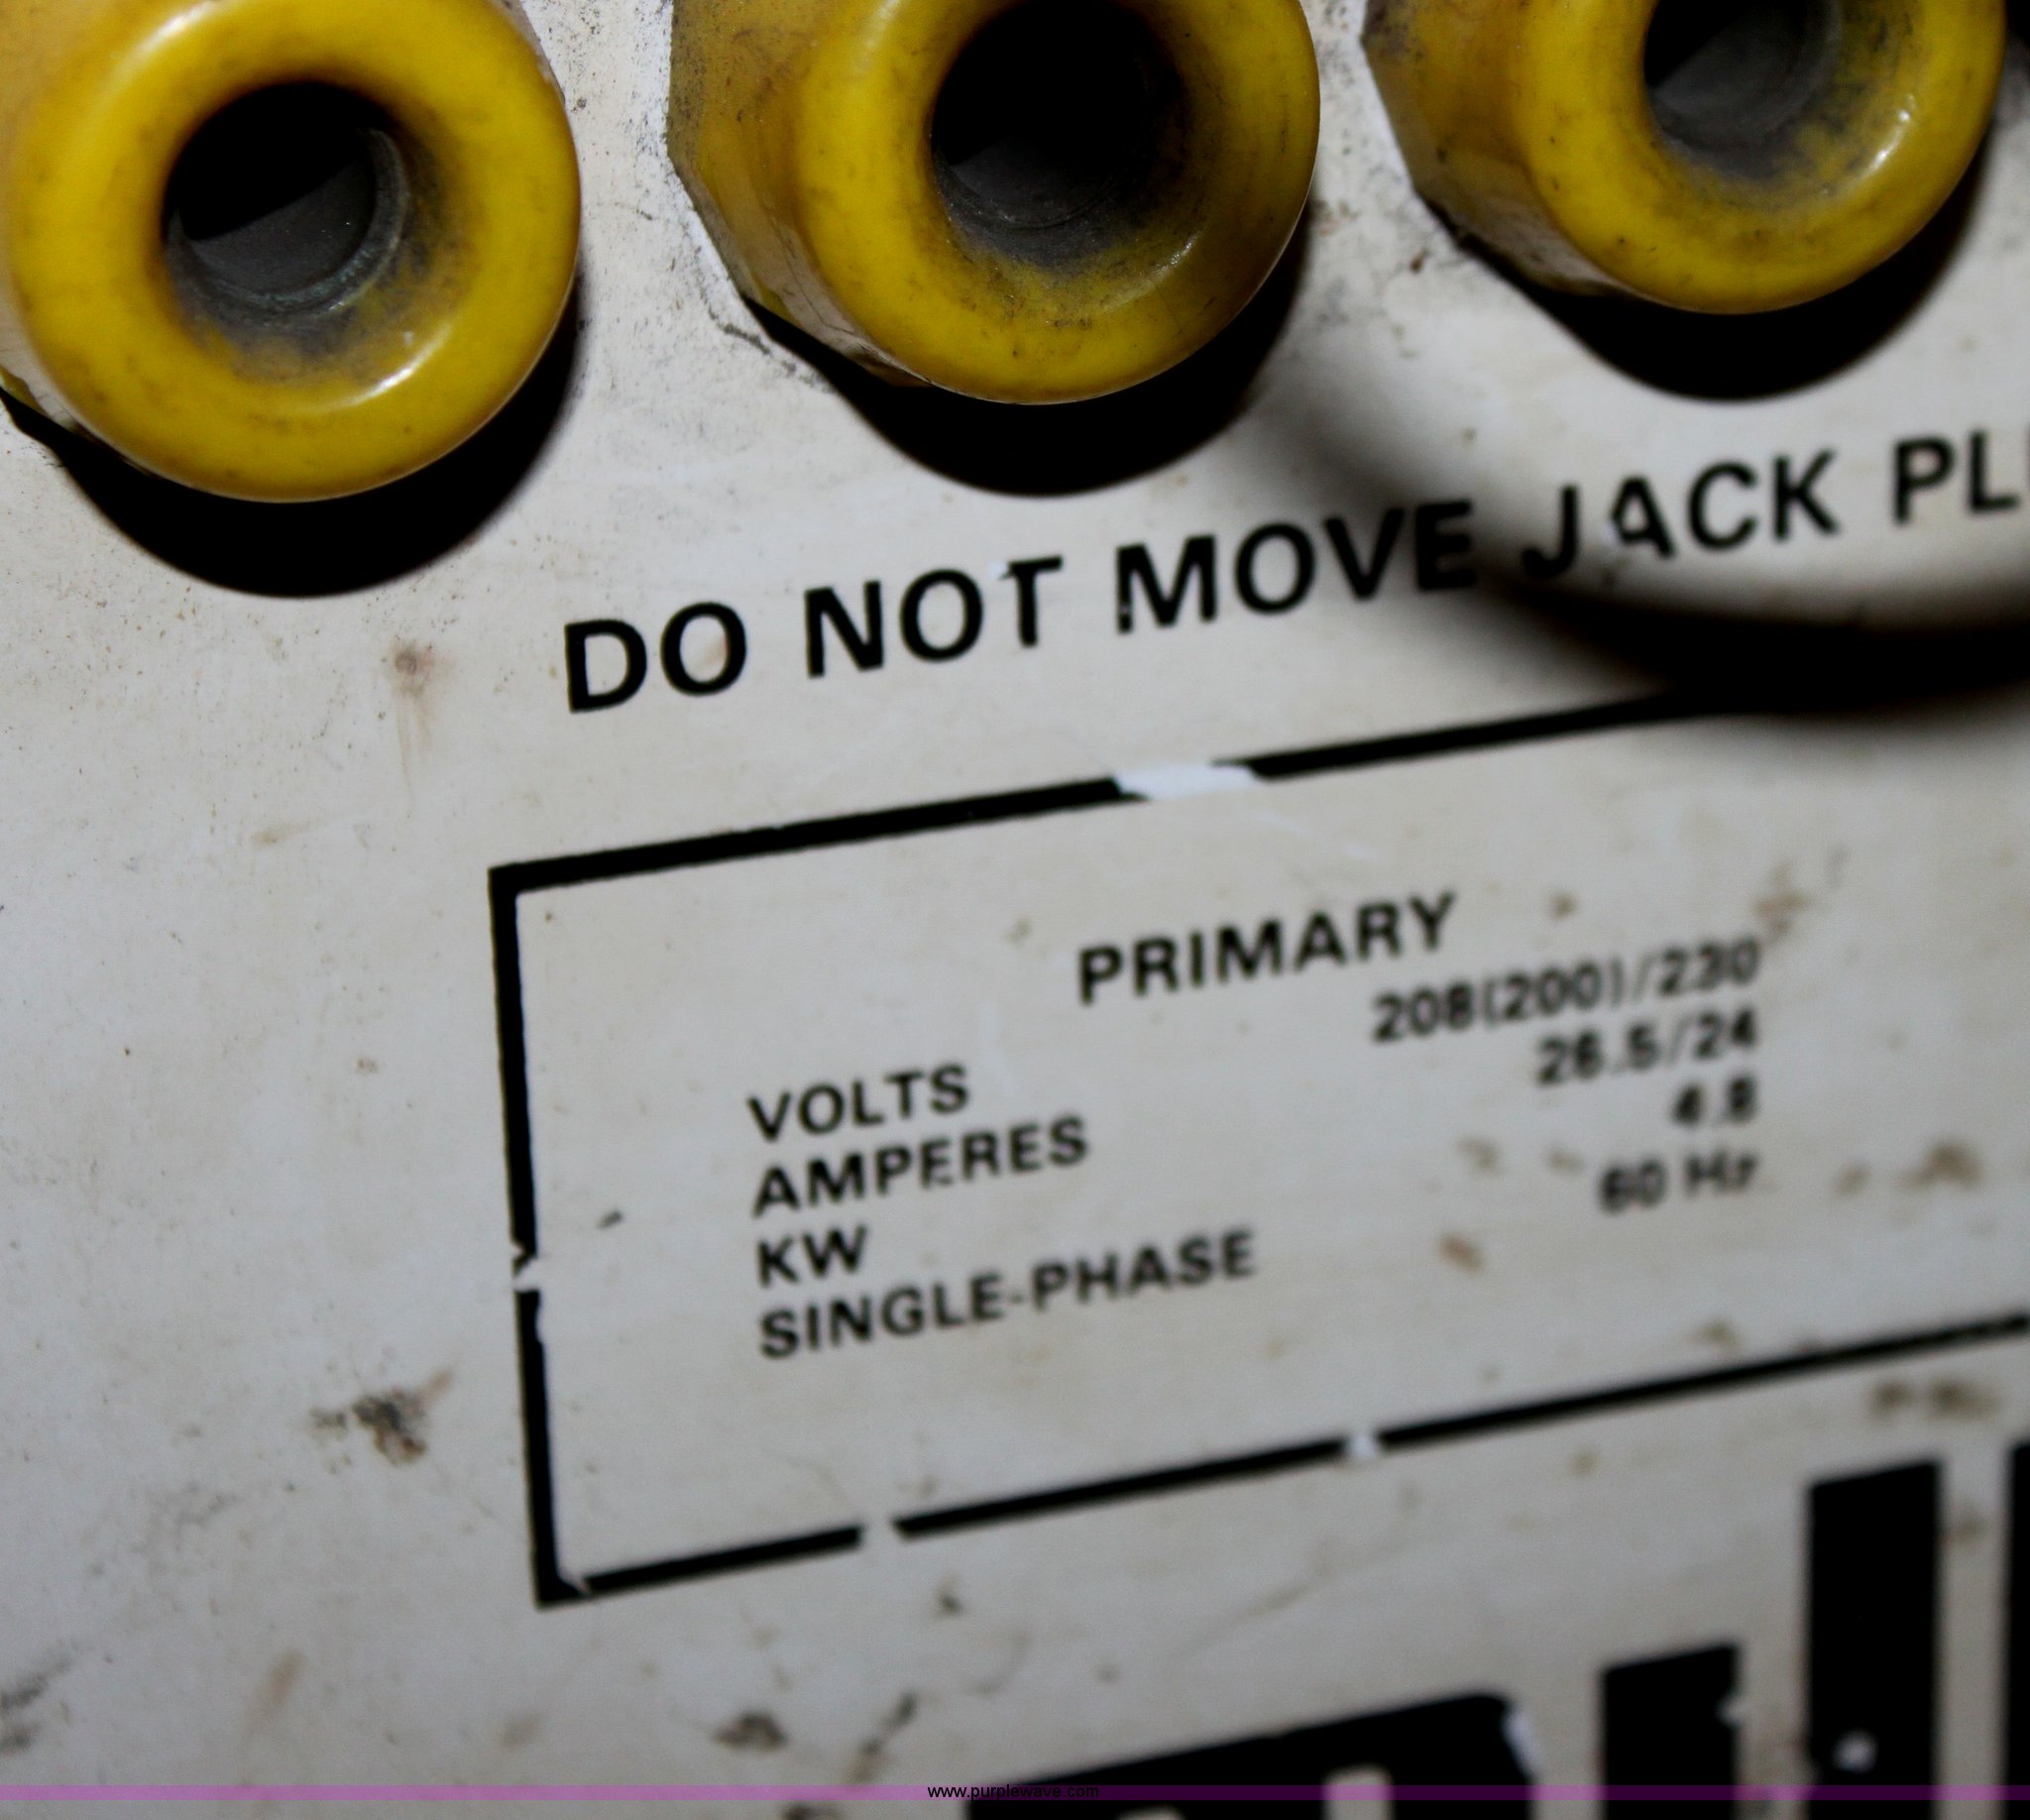 DO NOT MOVE JACK
PRIMARY
VOLTS 208(200)/230
AMPERES 26.5/24
KW 4.8
SINGLE-PHASE 60 Hz
www.purplewave.com